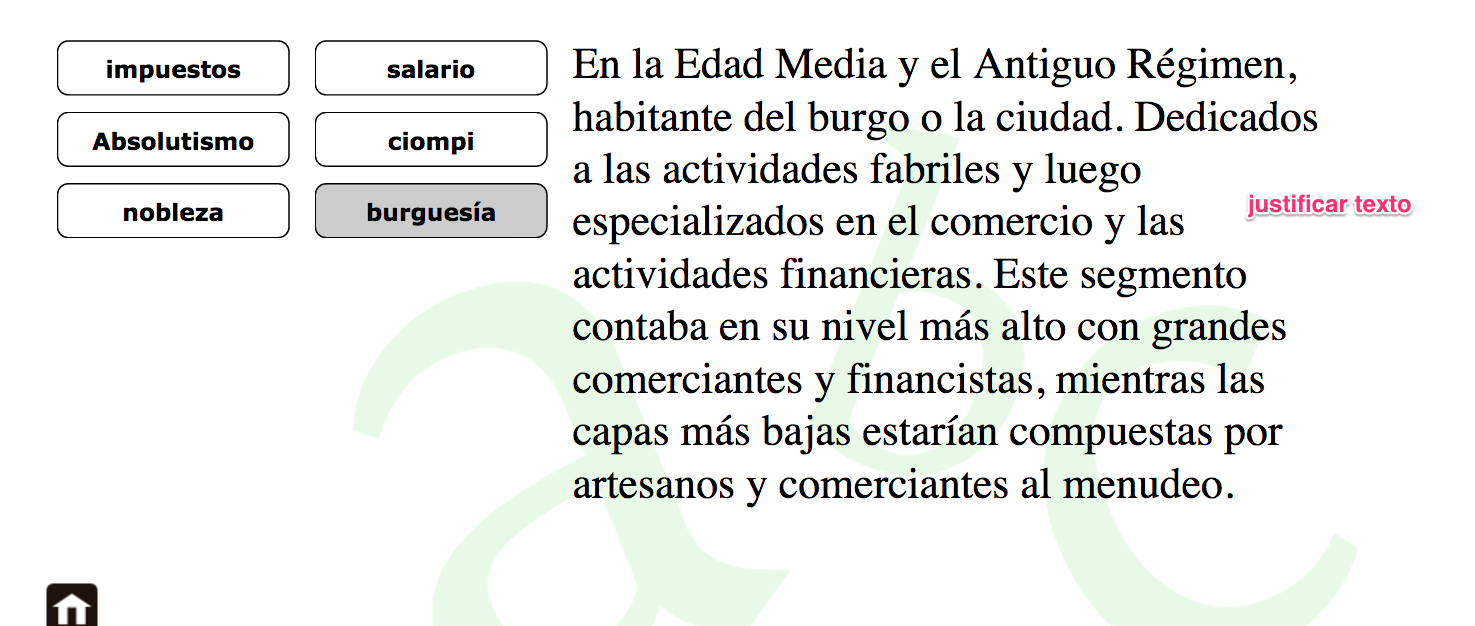 impuestos
salario
Absolutismo
ciompi
nobleza
burguesía
En la Edad Media y el Antiguo Régimen,
habitante del burgo o la ciudad. Dedicados
a las actividades fabriles y luego
especializados en el comercio y las
actividades financieras. Este segmento
contaba en su nivel más alto con grandes
comerciantes y financistas, mientras las
capas más bajas estarían compuestas por
artesanos y comerciantes al menudeo.
justificar texto
abc